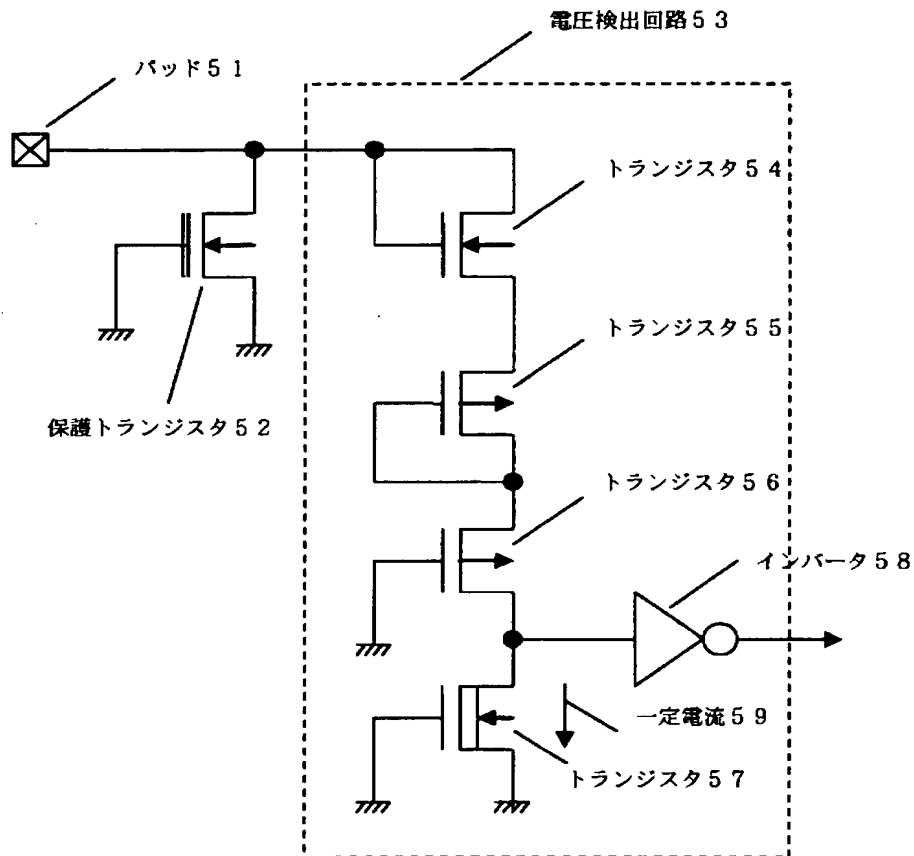 電圧検出回路５３
パッド５１
トランジスタ５４
トランジスタ５５
保護トランジスタ５２
トランジスタ５６
インバータ５８
一定電流５９
トランジスタ５７